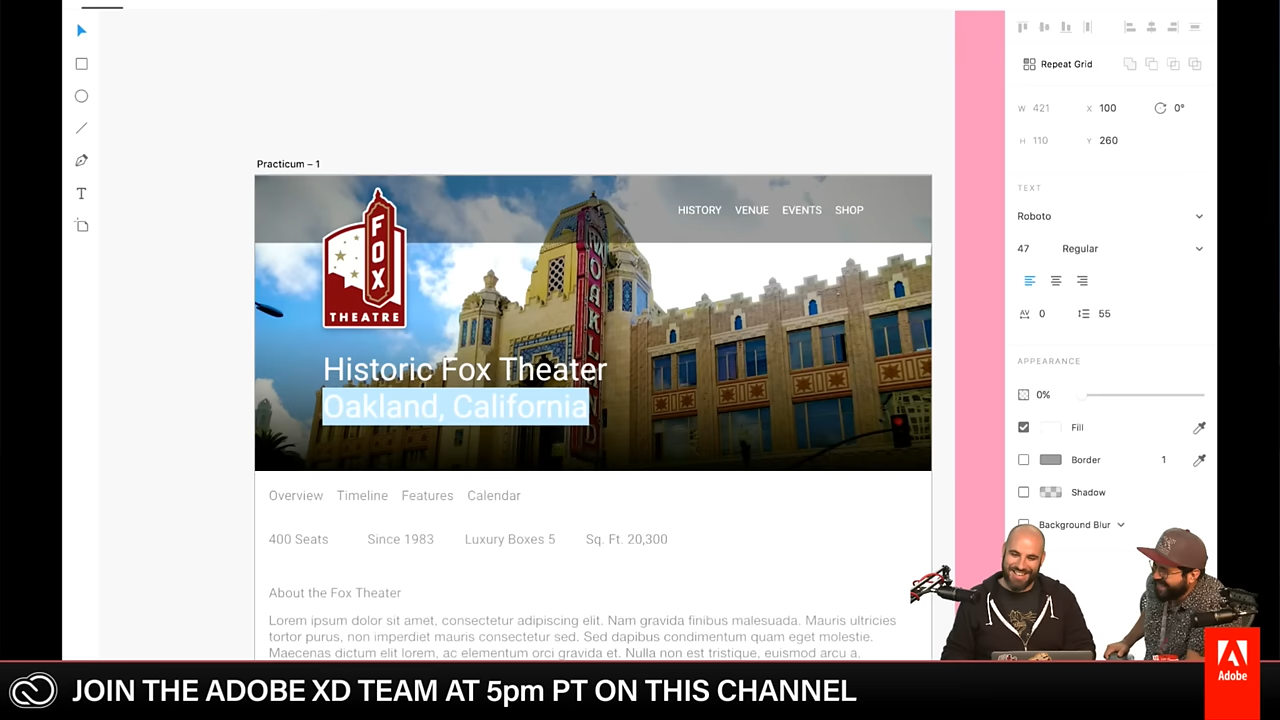 Repeat Grid
W 421 X 100 0°
H 110 Y 260
Practicum – 1
TEXT
HISTORY VENUE EVENTS SHOP
Roboto
FOX
THEATRE
OAKLAND
47 Regular
AV 0 55
Historic Fox Theater
Oakland, California
APPEARANCE
0%
Fill
Border 1
Shadow
Background Blur
Overview Timeline Features Calendar
400 Seats Since 1983 Luxury Boxes 5 Sq. Ft. 20,300
About the Fox Theater
Lorem ipsum dolor sit amet, consectetur adipiscing elit. Nam gravida finibus malesuada. Mauris ultricies
tortor purus, non imperdiet mauris consectetur sed. Sed dapibus condimentum quam eget molestie.
Maecenas dictum elit lorem, ac elementum orci gravida et. Nulla non est tristique, euismod arcu a.
T
JOIN THE ADOBE XD TEAM AT 5pm PT ON THIS CHANNEL
Adobe